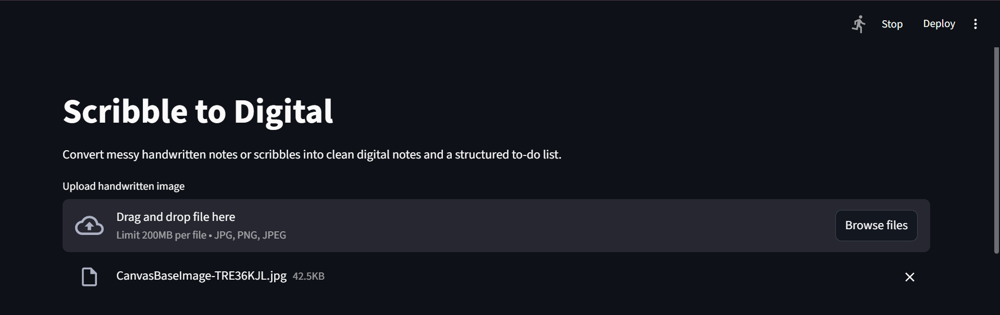 Stop Deploy
Scribble to Digital
Convert messy handwritten notes or scribbles into clean digital notes and a structured to-do list.
Upload handwritten image
Drag and drop file here
Limit 200MB per file • JPG, PNG, JPEG
Browse files
CanvasBaseImage-TRE36KJL.jpg 42.5KB